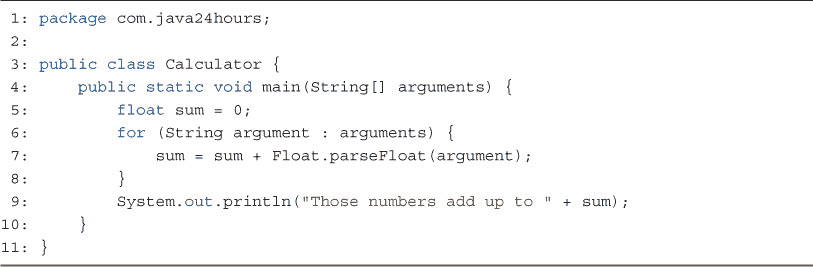 1: package com.java24hours;
2:
3: public class Calculator {
4:     public static void main(String[] arguments) {
5:         float sum = 0;
6:         for (String argument : arguments) {
7:             sum = sum + Float.parseFloat(argument);
8:         }
9:         System.out.println("Those numbers add up to " + sum);
10:     }
11: }